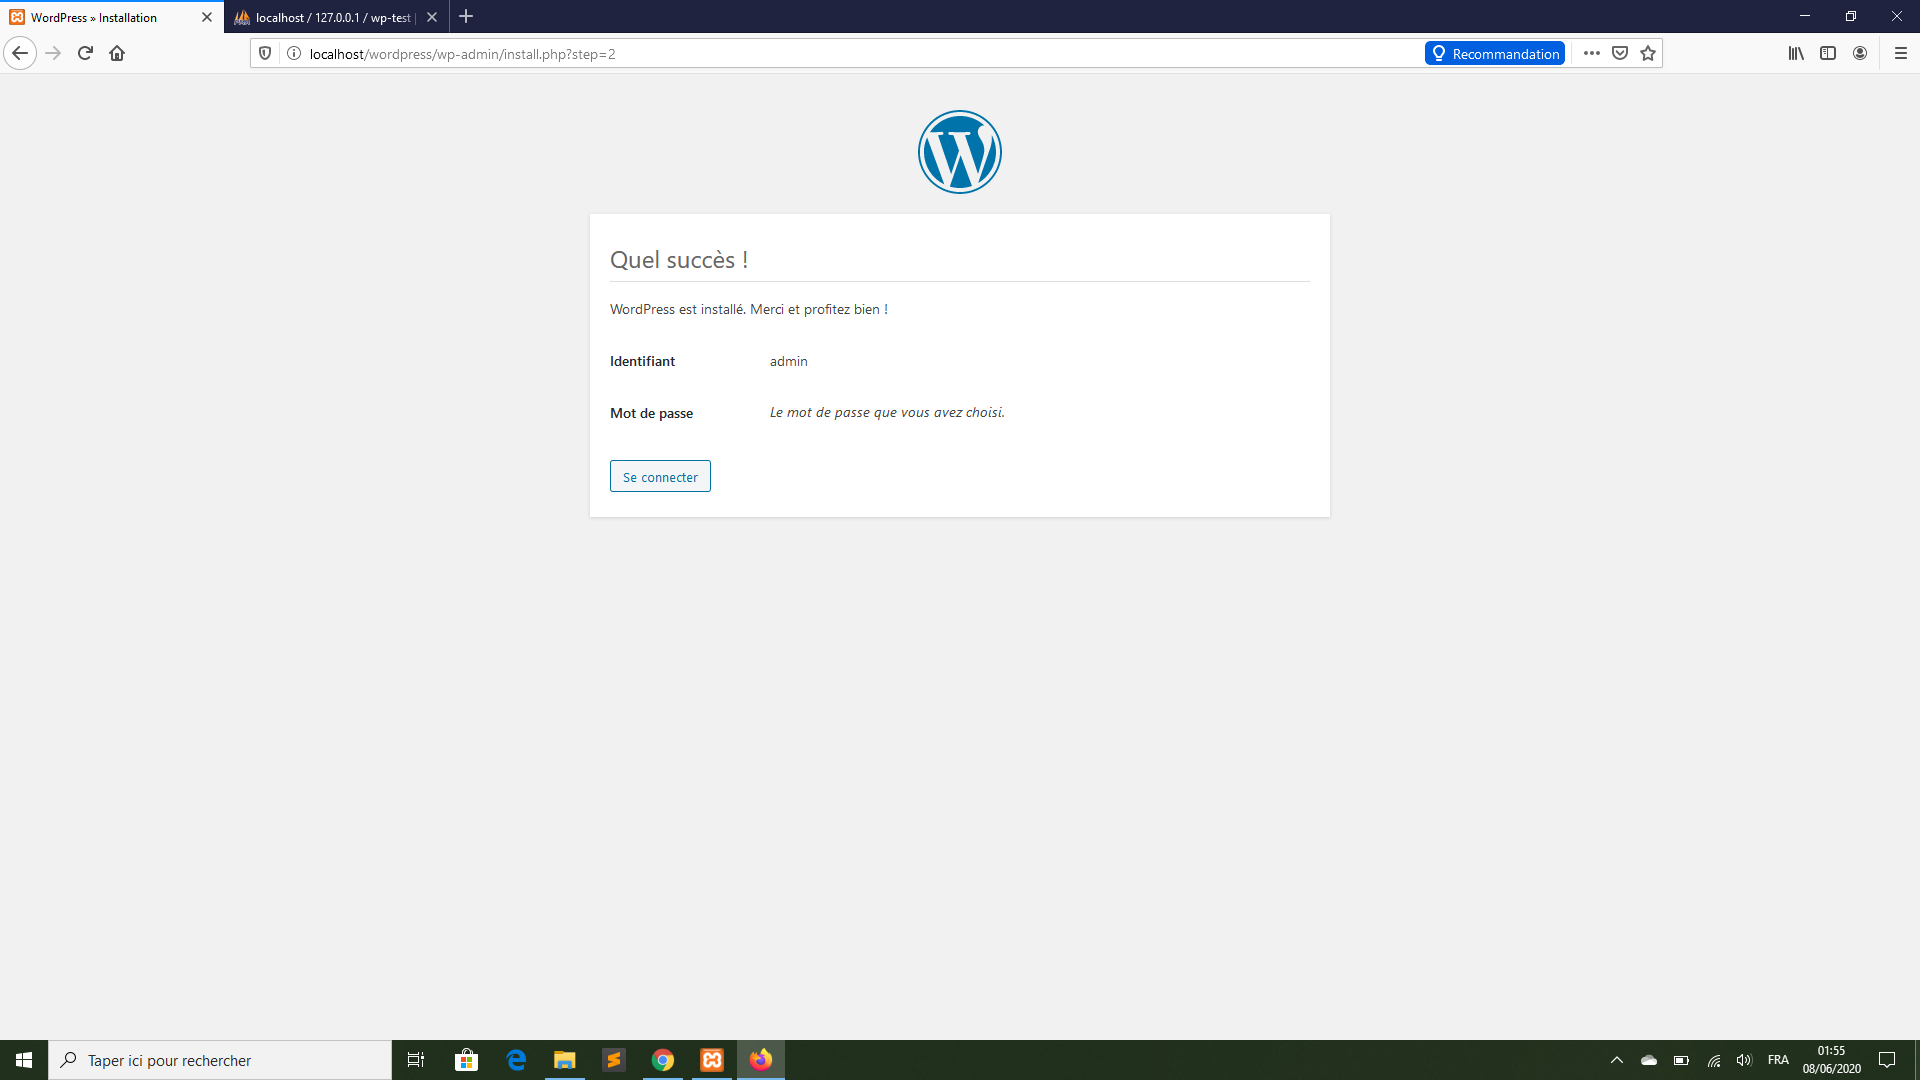 WordPress » Installation
localhost / 127.0.0.1 / wp-test |
localhost/wordpress/wp-admin/install.php?step=2
Recommandation
Quel succès !
WordPress est installé. Merci et profitez bien !
Identifiant admin
Mot de passe Le mot de passe que vous avez choisi.
Se connecter
Taper ici pour rechercher
FRA
01:55
08/06/2020